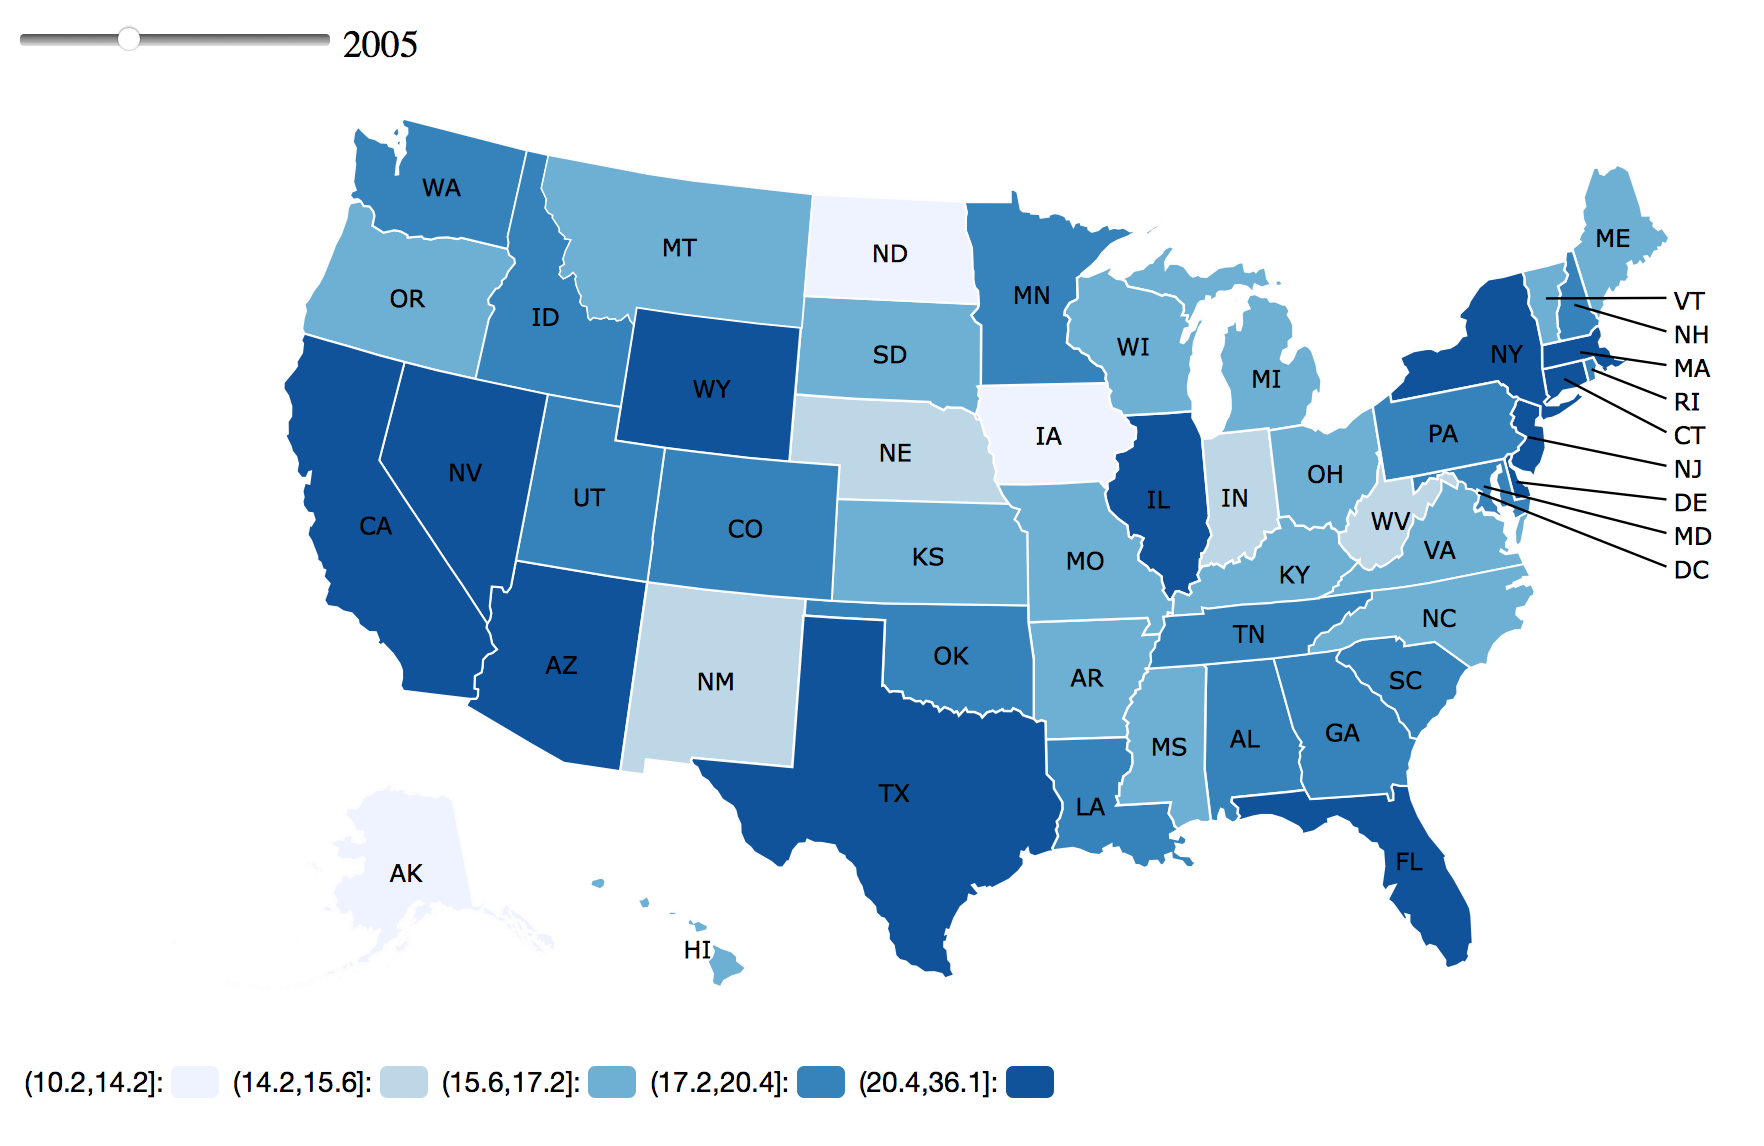 2005
WA
MT
ND
ME
OR
ID
MN
VT
NH
SD
WI
NY
MA
MI
RI
WY
IA
PA
CT
NE
NV
OH
NJ
UT
IL
IN
DE
CA
CO
WV
MD
KS
MO
KY
VA
DC
NC
TN
OK
AZ
NM
AR
SC
MS
AL
GA
TX
LA
FL
AK
HI
(10.2,14.2]: (14.2,15.6]: (15.6,17.2]: (17.2,20.4]: (20.4,36.1]: